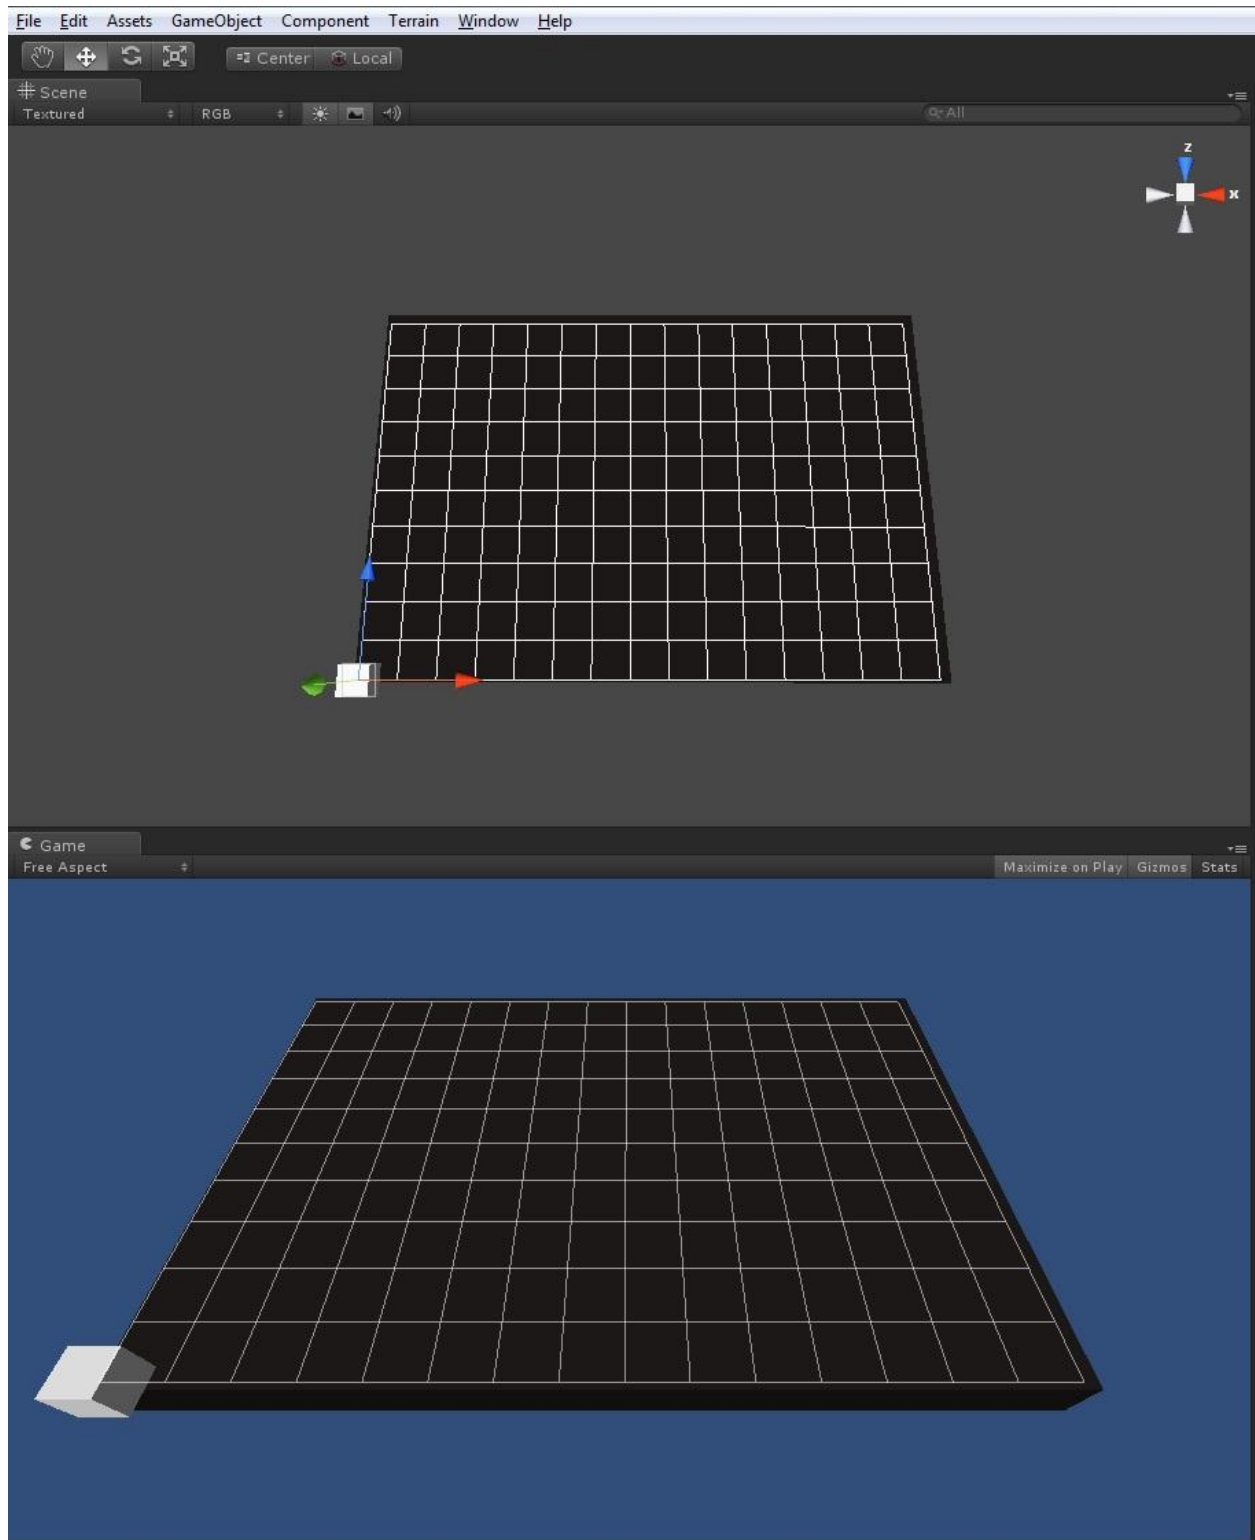 File Edit Assets GameObject Component Terrain Window Help
Center Local
Scene
Textured RGB All
z
x
Game
Free Aspect Maximize on Play Gizmos Stats